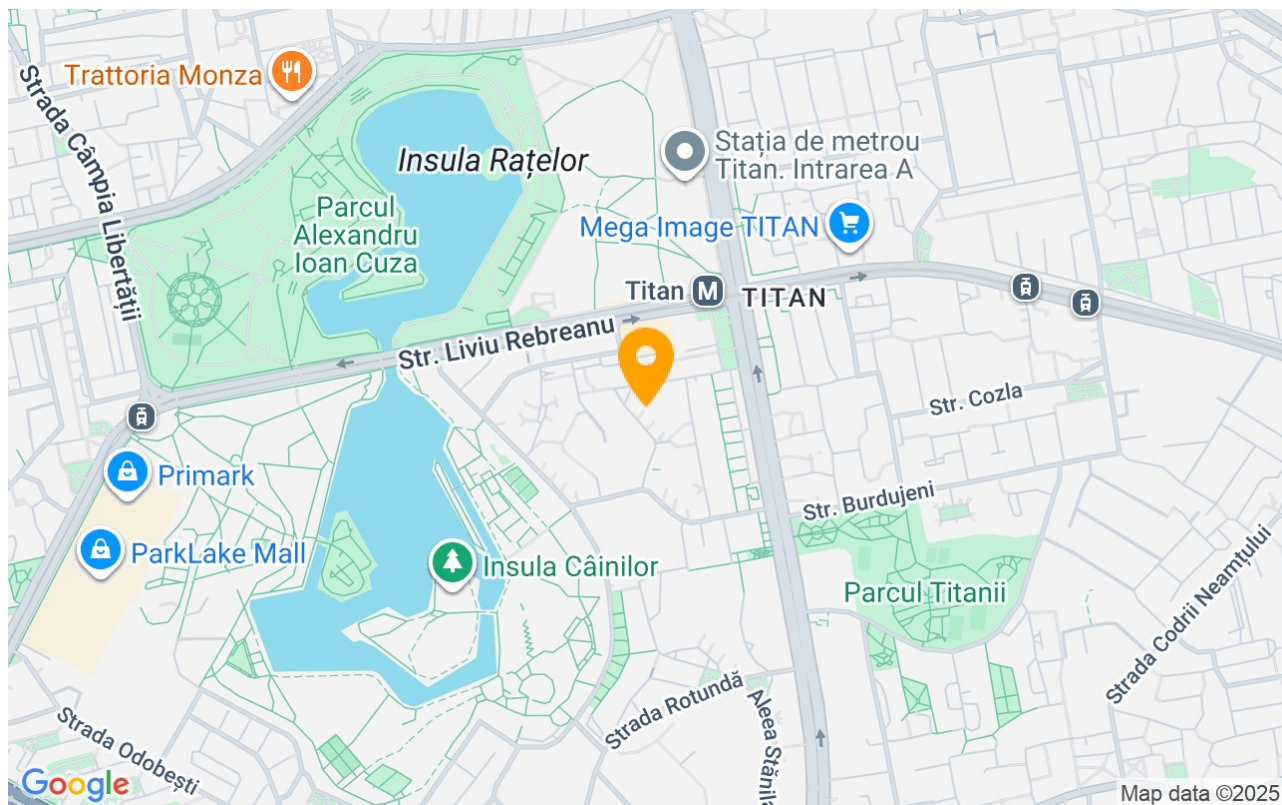 Trattoria Monza
Strada Câmpia Libertății
Insula Rațelor
Parcul
Alexandru
Ioan Cuza
Stația de metrou
Titan. Intrarea A
Mega Image TITAN
Titan M
TITAN
Str. Liviu Rebreanu
Str. Cozla
Primark
ParkLake Mall
Insula Câinilor
Str. Burdujeni
Parcul Titanii
Strada Codrii Neamțului
Strada Rotundă
Aleea Stănila
Strada Odobești
Google
Map data ©2025